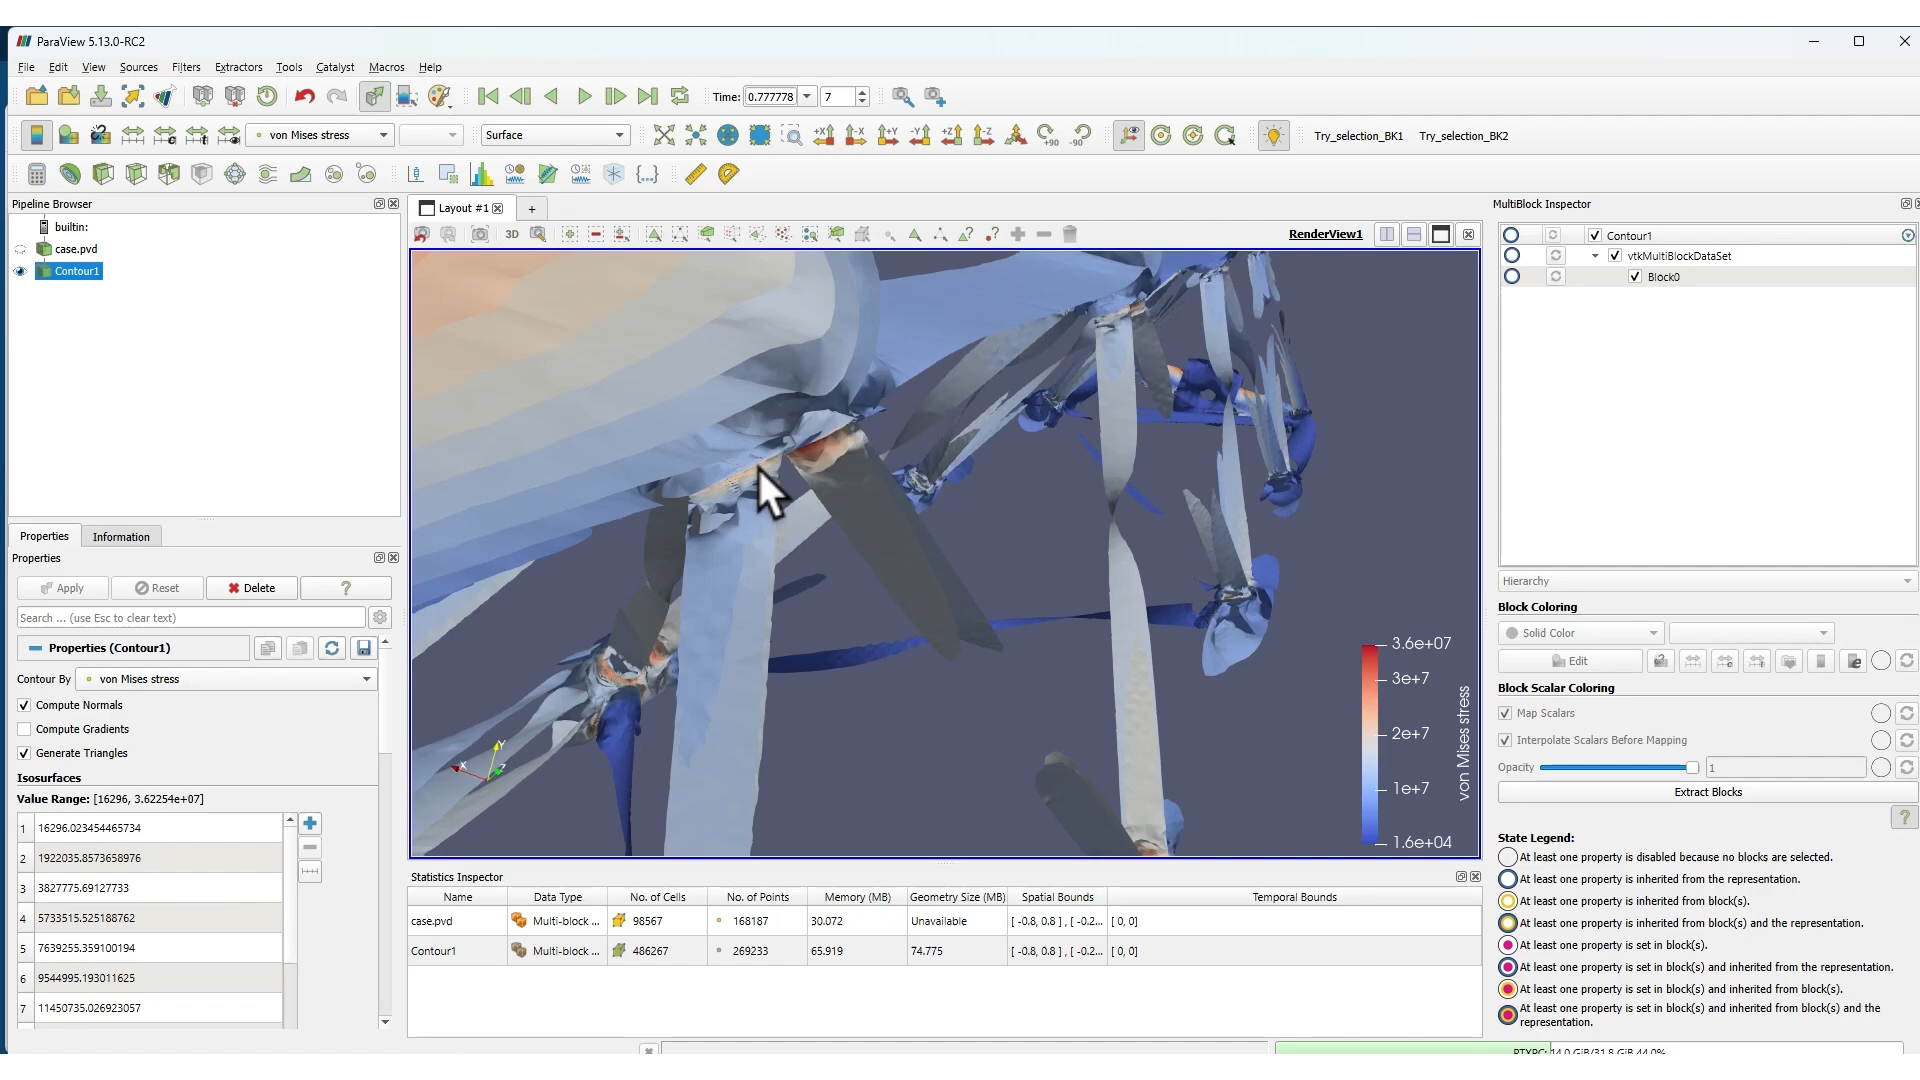 ParaView 5.13.0-RC2
File Edit View Sources Filters Extractors Tools Catalyst Macros Help
Time: 0.777778 7
von Mises stress Surface +X -X +Y -Y +Z -Z +90 -90 Try_selection_BK1 Try_selection_BK2
Pipeline Browser
builtin:
case.pvd
Contour1
Layout #1 +
3D RenderView1
MultiBlock Inspector
Contour1
vtkMultiBlockDataSet
Block0
Properties Information
Properties
Apply Reset Delete ?
Search ... (use Esc to clear text)
Properties (Contour1)
Contour By von Mises stress
Compute Normals
Compute Gradients
Generate Triangles
Isosurfaces
Value Range: [16296, 3.62254e+07]
1 16296.023454465734
2 1922035.8573658976
3 3827775.69127733
4 5733515.525188762
5 7639255.359100194
6 9544995.193011625
7 11450735.026923057
X Y Z
3.6e+07
3e+7
2e+7
1e+7
1.6e+04
von Mises stress
Statistics Inspector
Name Data Type No. of Cells No. of Points Memory (MB) Geometry Size (MB) Spatial Bounds Temporal Bounds
case.pvd Multi-block ... 98567 168187 30.072 Unavailable [ -0.8, 0.8 ] , [ -0.2... [ 0, 0]
Contour1 Multi-block ... 486267 269233 65.919 74.775 [ -0.8, 0.8 ] , [ -0.2... [ 0, 0]
Hierarchy
Block Coloring
Solid Color
Edit
Block Scalar Coloring
Map Scalars
Interpolate Scalars Before Mapping
Opacity 1
Extract Blocks
?
State Legend:
At least one property is disabled because no blocks are selected.
At least one property is inherited from the representation.
At least one property is inherited from block(s).
At least one property is inherited from block(s) and the representation.
At least one property is set in block(s).
At least one property is set in block(s) and inherited from the representation.
At least one property is set in block(s) and inherited from block(s).
At least one property is set in block(s) and inherited from block(s) and the
representation.
14.0 GiB/31.8 GiB 44.0%